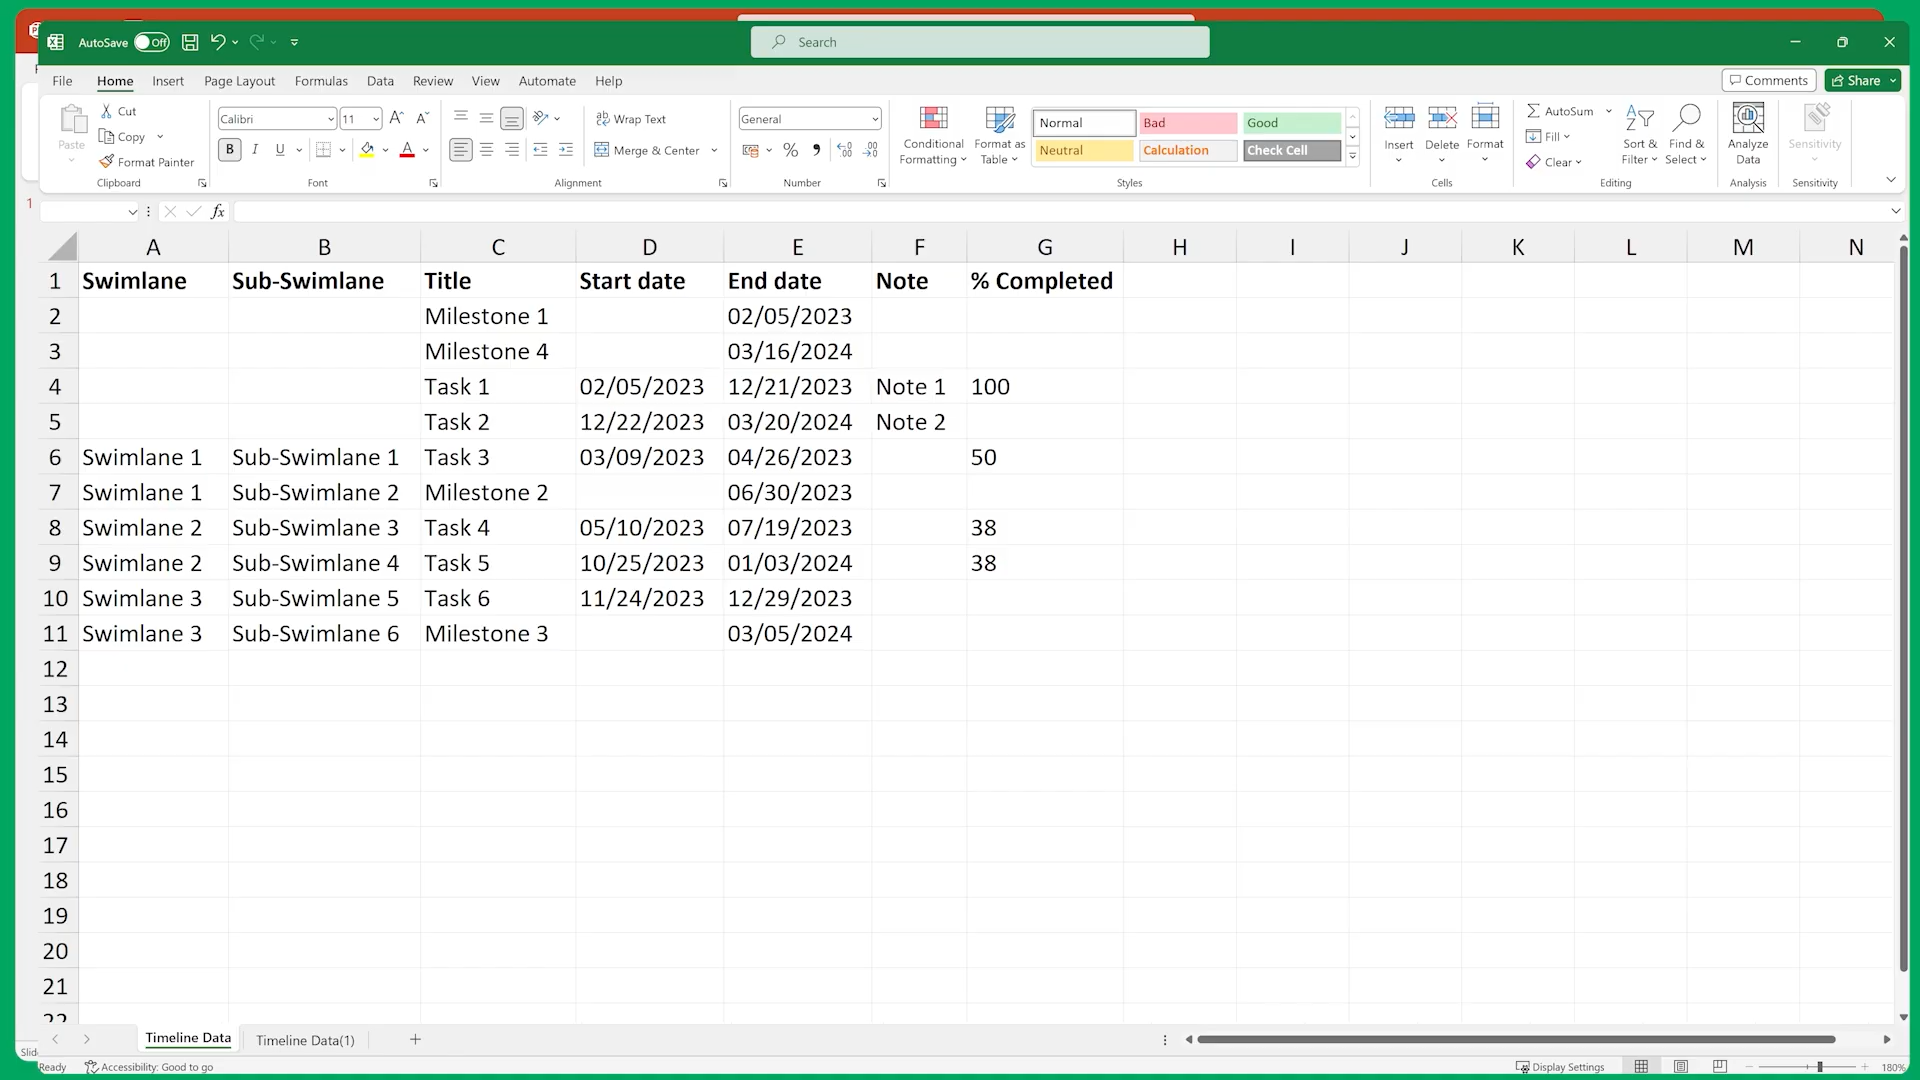 AutoSave Off
Search
File Home Insert Draw Page Layout Formulas Data Review View Automate Help
Comments Share
Paste
Cut
Copy
Format Painter
Clipboard
Calibri 11
B I U
Font
Wrap Text
Merge & Center
Alignment
General
Number
Conditional Formatting
Format as Table
Normal Bad Good
Neutral Calculation Check Cell
Styles
Insert Delete Format
Cells
AutoSum
Fill
Clear
Sort & Filter
Find & Select
Editing
Analyze Data
Analysis
Sensitivity
Sensitivity
1
fx
A B C D E F G H I J K L M N
1 Swimlane Sub-Swimlane Title Start date End date Note % Completed
2 Milestone 1 02/05/2023
3 Milestone 4 03/16/2024
4 Task 1 02/05/2023 12/21/2023 Note 1 100
5 Task 2 12/22/2023 03/20/2024 Note 2
6 Swimlane 1 Sub-Swimlane 1 Task 3 03/09/2023 04/26/2023 50
7 Swimlane 1 Sub-Swimlane 2 Milestone 2 06/30/2023
8 Swimlane 2 Sub-Swimlane 3 Task 4 05/10/2023 07/19/2023 38
9 Swimlane 2 Sub-Swimlane 4 Task 5 10/25/2023 01/03/2024 38
10 Swimlane 3 Sub-Swimlane 5 Task 6 11/24/2023 12/29/2023
11 Swimlane 3 Sub-Swimlane 6 Milestone 3 03/05/2024
12
13
14
15
16
17
18
19
20
21
22
Timeline Data Timeline Data(1)
Slid
Ready Accessibility: Good to go Display Settings 180%